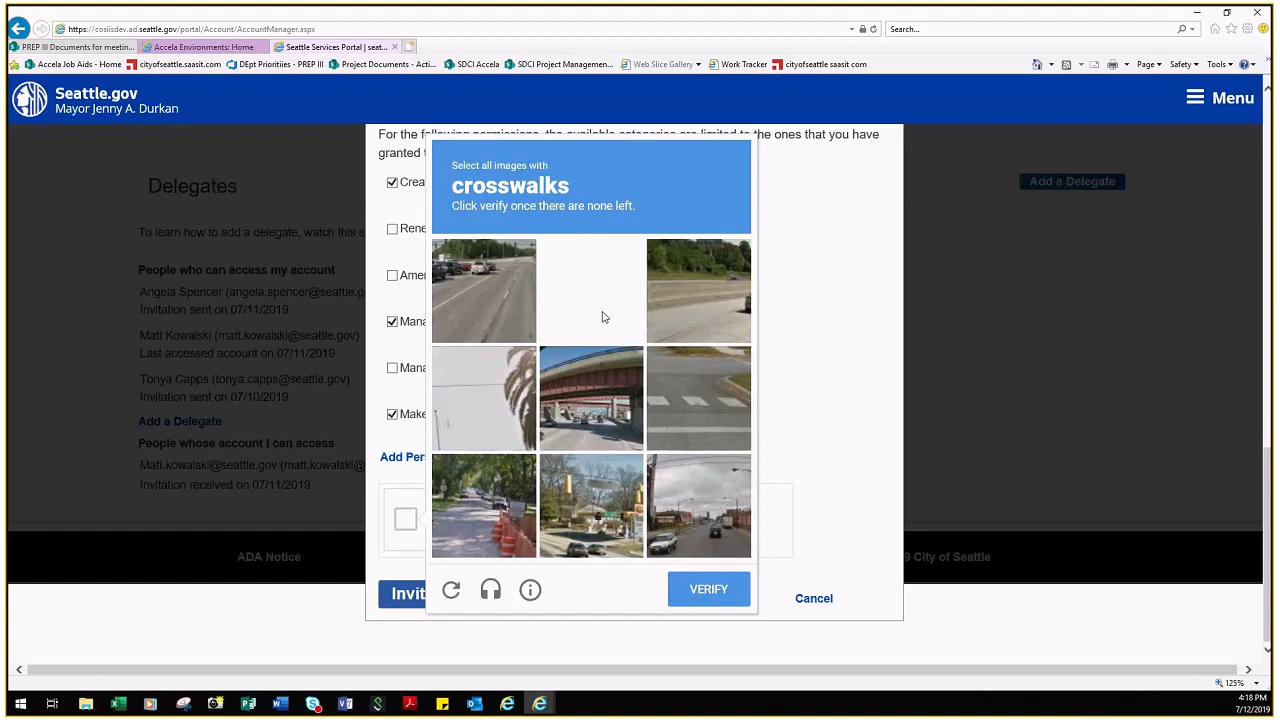 https://cosiisdev.ad.seattle.gov/portal/Account/AccountManager.aspx
Search...
PREP III Documents for meetin...
Accela Environments: Home
Seattle Services Portal | seat...
Accela Job Aids - Home
cityofseattle.saasit.com
DEpt Priorities - PREP III
Project Documents - Acti...
SDCI Accela
SDCI Project Managemen...
Web Slice Gallery
Work Tracker
cityofseattle.saasit.com
Page
Safety
Tools
Seattle.gov
Mayor Jenny A. Durkan
Menu
For the following permissions, the available categories are limited to the ones that you have
granted
Select all images with
crosswalks
Click verify once there are none left.
Delegates
Add a Delegate
To learn how to add a delegate, watch this
People who can access my account
Angela Spencer (angela.spencer@seattle.g
Invitation sent on 07/11/2019
Matt Kowalski (matt.kowalski@seattle.gov)
Last accessed account on 07/11/2019
Tonya Capps (tonya.capps@seattle.gov)
Invitation sent on 07/10/2019
Add a Delegate
People whose account I can access
Matt.kowalski@seattle.gov (matt.kowalski@
Invitation received on 07/11/2019
Crea
Rene
Amer
Mana
Mana
Make
Add Per
Invit
VERIFY
Cancel
ADA Notice
9 City of Seattle
125%
4:18 PM
7/12/2019